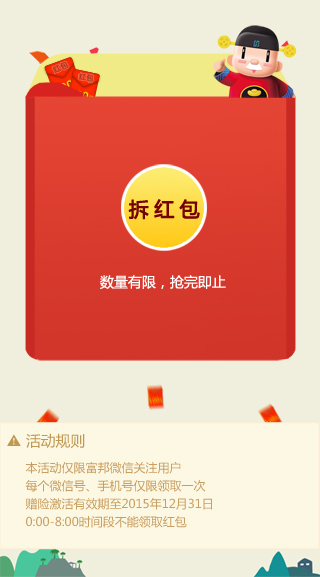 拆红包
数量有限，抢完即止
活动规则
本活动仅限富邦微信关注用户
每个微信号、手机号仅限领取一次
赠险激活有效期至2015年12月31日
0:00-8:00时间段不能领取红包